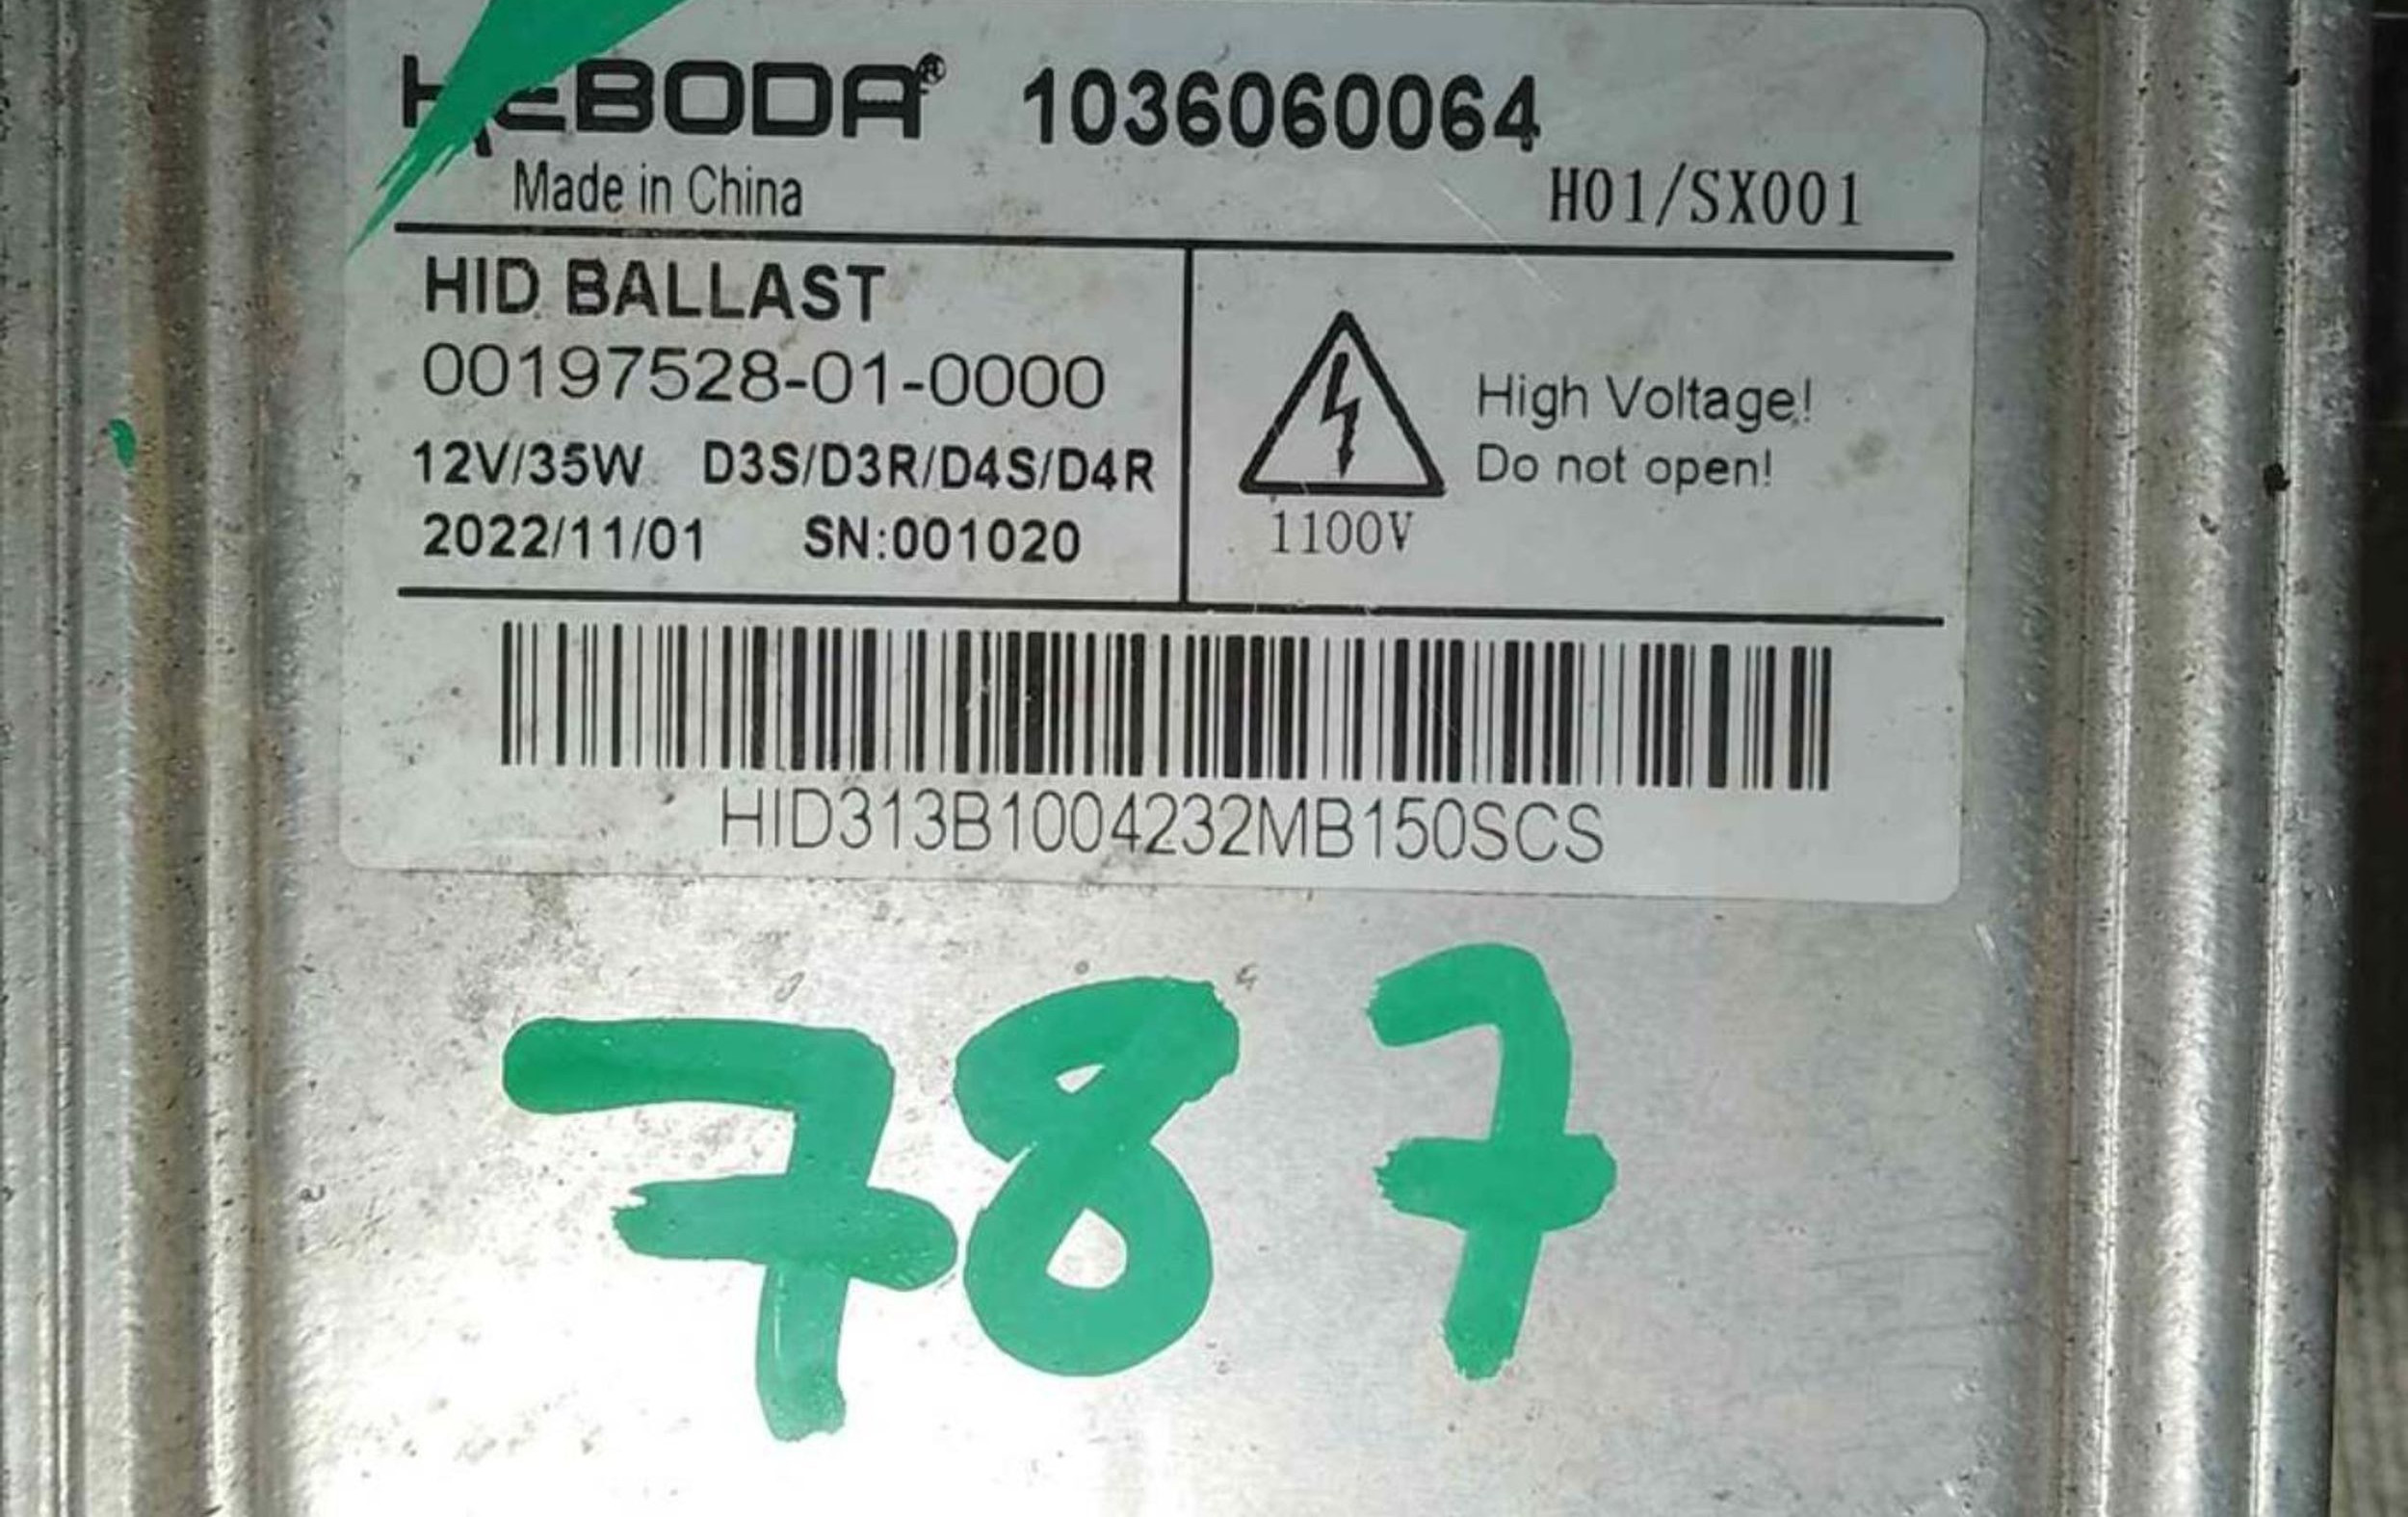 KEBODA® 1036060064
Made in China
H01/SX001
HID BALLAST
00197528-01-0000
12V/35W D3S/D3R/D4S/D4R
2022/11/01 SN:001020
High Voltage!
Do not open!
1100V
HID313B1004232MB150SCS
787